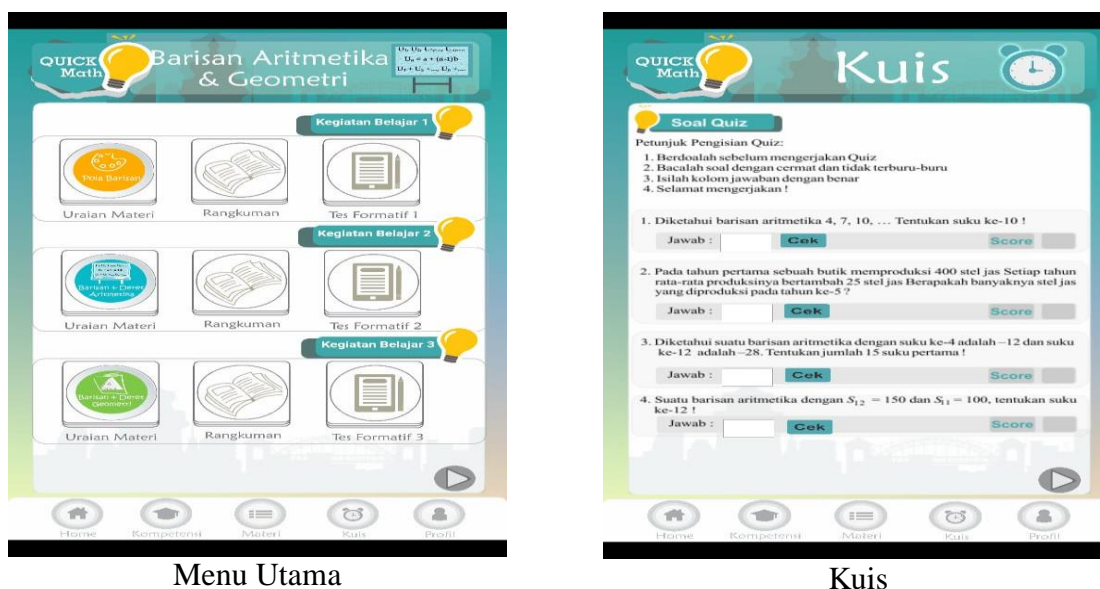 QUICK
Math
Barisan Aritmetika
& Geometri
Kegiatan Belajar 1
Pola Barisan
Uraian Materi
Rangkuman
Tes Formatif 1
Kegiatan Belajar 2
Barisan + Deret
Aritmetika
Uraian Materi
Rangkuman
Tes Formatif 2
Kegiatan Belajar 3
Barisan + Deret
Geometri
Uraian Materi
Rangkuman
Tes Formatif 3
Home
Kompetensi
Materi
Kuis
Profil
Menu Utama
QUICK
Math
Kuis
Soal Quiz
Petunjuk Pengisian Quiz:
1. Berdoalah sebelum mengerjakan Quiz
2. Bacalah soal dengan cermat dan tidak terburu-buru
3. Isilah kolom jawaban dengan benar
4. Selamat mengerjakan !
1. Diketahui barisan aritmetika 4, 7, 10, … Tentukan suku ke-10 !
Jawab : Cek Score
2. Pada tahun pertama sebuah butik memproduksi 400 stel jas Setiap tahun
rata-rata produksinya bertambah 25 stel jas Berapakah banyaknya stel jas
yang diproduksi pada tahun ke-5 ?
Jawab : Cek Score
3. Diketahui suatu barisan aritmetika dengan suku ke-4 adalah –12 dan suku
ke-12 adalah –28. Tentukan jumlah 15 suku pertama !
Jawab : Cek Score
4. Suatu barisan aritmetika dengan S₁₂ = 150 dan S₁₁ = 100, tentukan suku
ke-12 !
Jawab : Cek Score
Home
Kompetensi
Materi
Kuis
Profil
Kuis